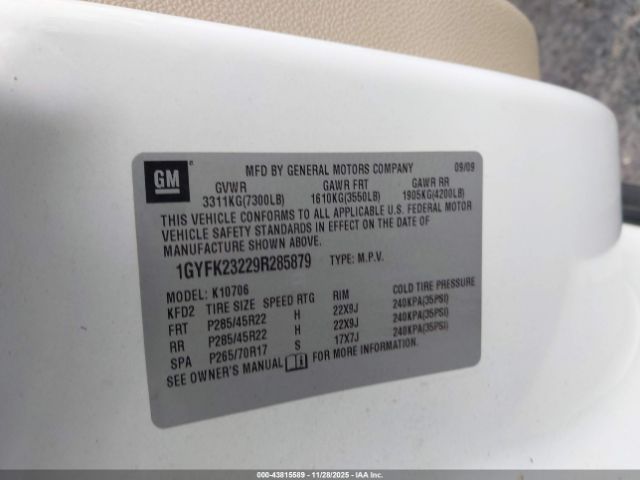 GM
MFD BY GENERAL MOTORS COMPANY 09/09
GVWR GAWR FRT GAWR RR
3311KG(7300LB) 1610KG(3550LB) 1905KG(4200LB)
THIS VEHICLE CONFORMS TO ALL APPLICABLE U.S. FEDERAL MOTOR
VEHICLE SAFETY STANDARDS IN EFFECT ON THE DATE OF
MANUFACTURE SHOWN ABOVE.
1GYFK23229R285879 TYPE: M.P.V.
MODEL: K10706
KFD2 TIRE SIZE SPEED RTG RIM COLD TIRE PRESSURE
FRT P285/45R22 H 22X9J 240KPA(35PSI)
RR P285/45R22 H 22X9J 240KPA(35PSI)
SPA P265/70R17 S 17X7J 240KPA(35PSI)
SEE OWNER'S MANUAL FOR MORE INFORMATION.
000-43815589 11/28/2025 IAAI.com